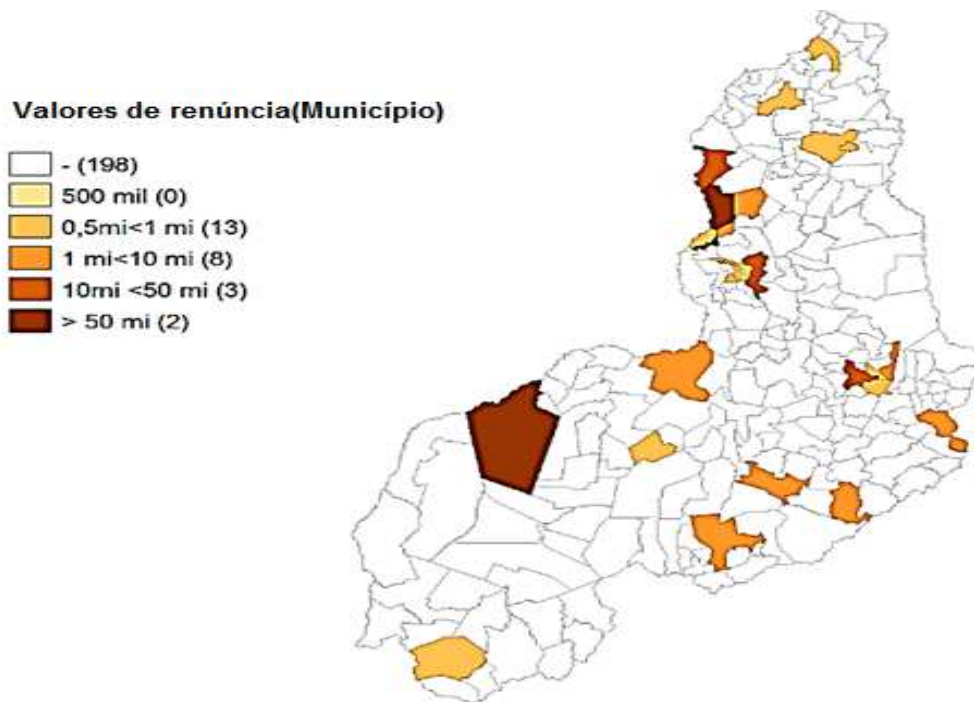 Valores de renúncia(Município)
- (198)
500 mil (0)
0,5mi<1 mi (13)
1 mi<10 mi (8)
10mi <50 mi (3)
> 50 mi (2)